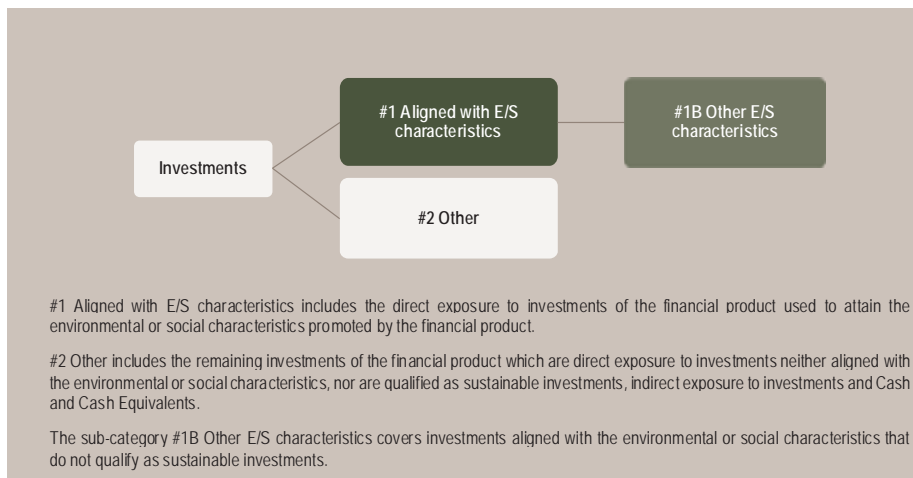 #1 Aligned with E/S
characteristics
#1B Other E/S
characteristics
Investments
#2 Other
#1 Aligned with E/S characteristics includes the direct exposure to investments of the financial product used to attain the
environmental or social characteristics promoted by the financial product.
#2 Other includes the remaining investments of the financial product which are direct exposure to investments neither aligned with
the environmental or social characteristics, nor are qualified as sustainable investments, indirect exposure to investments and Cash
and Cash Equivalents.
The sub-category #1B Other E/S characteristics covers investments aligned with the environmental or social characteristics that
do not qualify as sustainable investments.